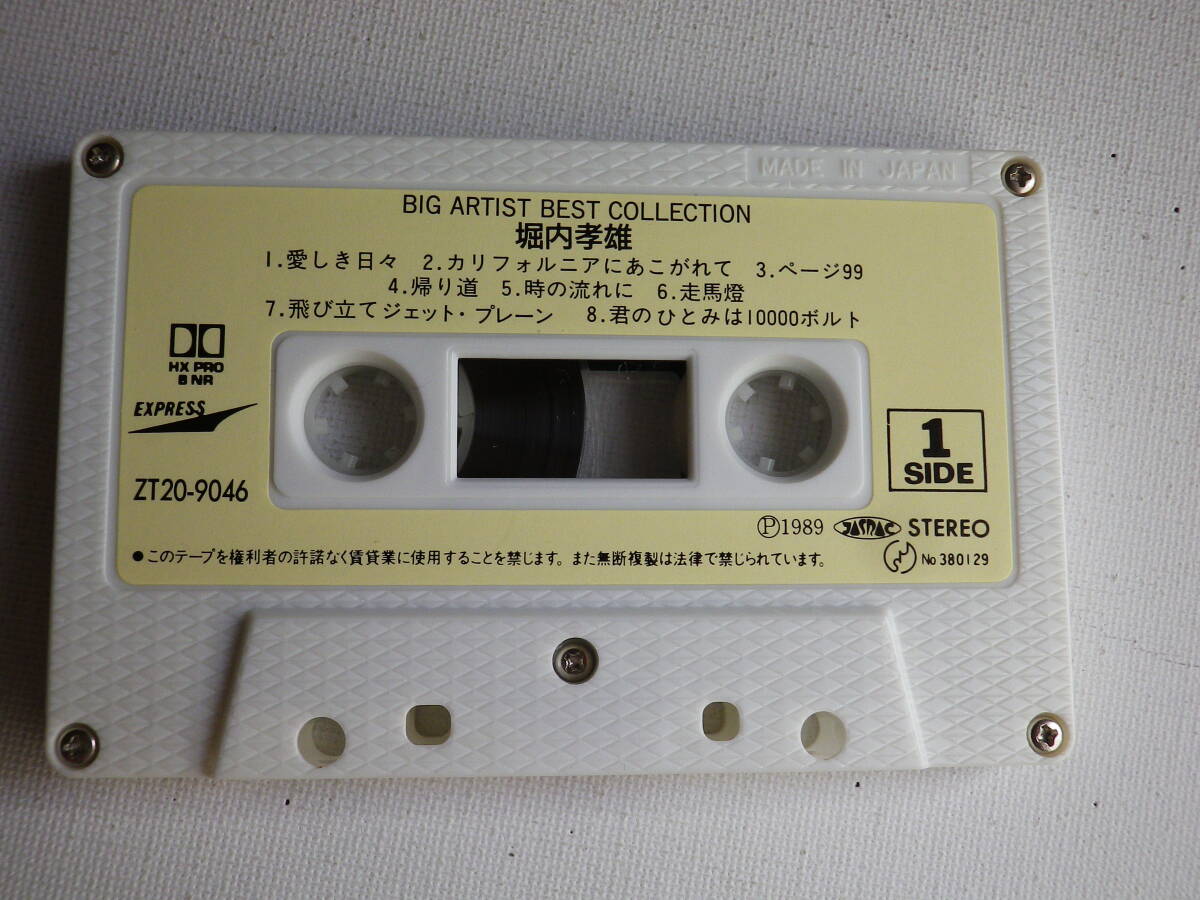 MADE IN JAPAN
BIG ARTIST BEST COLLECTION
堀内孝雄
1.愛しき日々 2.カリフォルニアにあこがれて 3.ページ99
4.帰り道 5.時の流れに 6.走馬燈
7.飛び立てジェット・プレーン 8.君のひとみは10000ボルト
HX PRO
B NR
EXPRESS
ZT20-9046
1
SIDE
Ⓟ1989 JASRAC STEREO
●このテープを権利者の許諾なく賃貸業に使用することを禁じます。また無断複製は法律で禁じられています。
No 380129